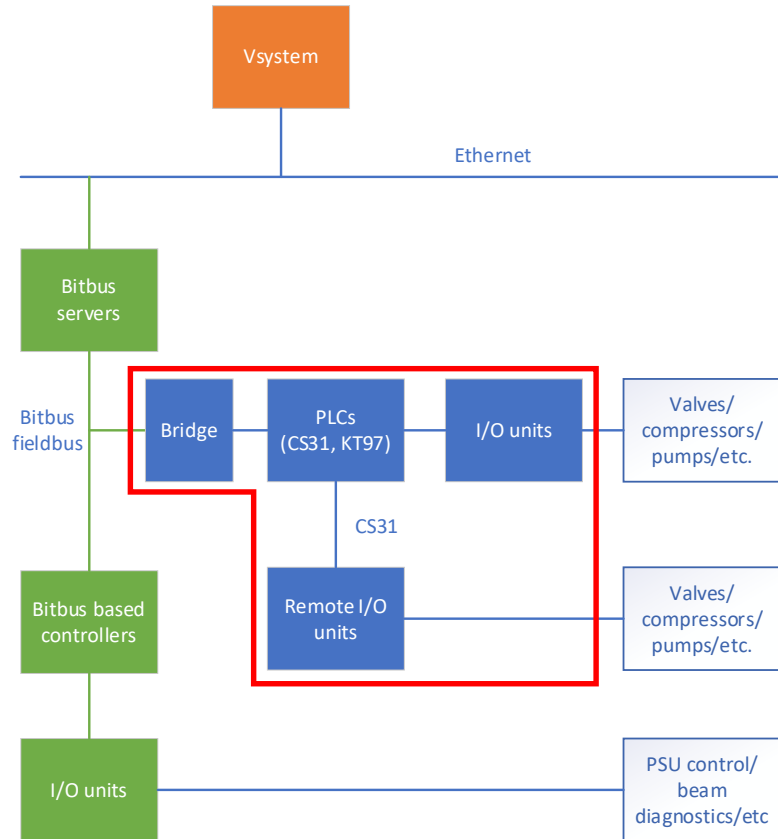 Vsystem
Ethernet
Bitbus
servers
Bitbus
fieldbus
Bridge
PLCs
(CS31, KT97)
I/O units
Valves/
compressors/
pumps/etc.
CS31
Bitbus based
controllers
Remote I/O
units
Valves/
compressors/
pumps/etc.
I/O units
PSU control/
beam
diagnostics/etc